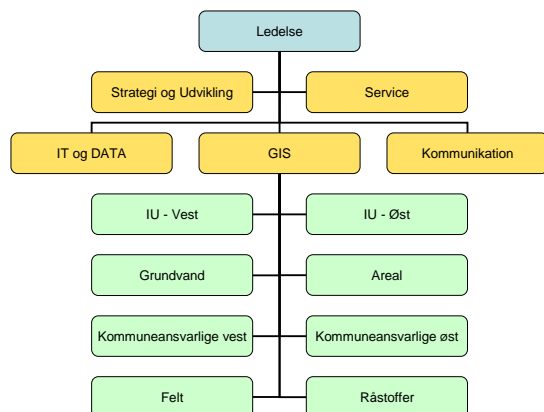 Ledelse
Strategi og Udvikling
Service
IT og DATA
GIS
Kommunikation
IU - Vest
IU - Øst
Grundvand
Areal
Kommuneansvarlige vest
Kommuneansvarlige øst
Felt
Råstoffer